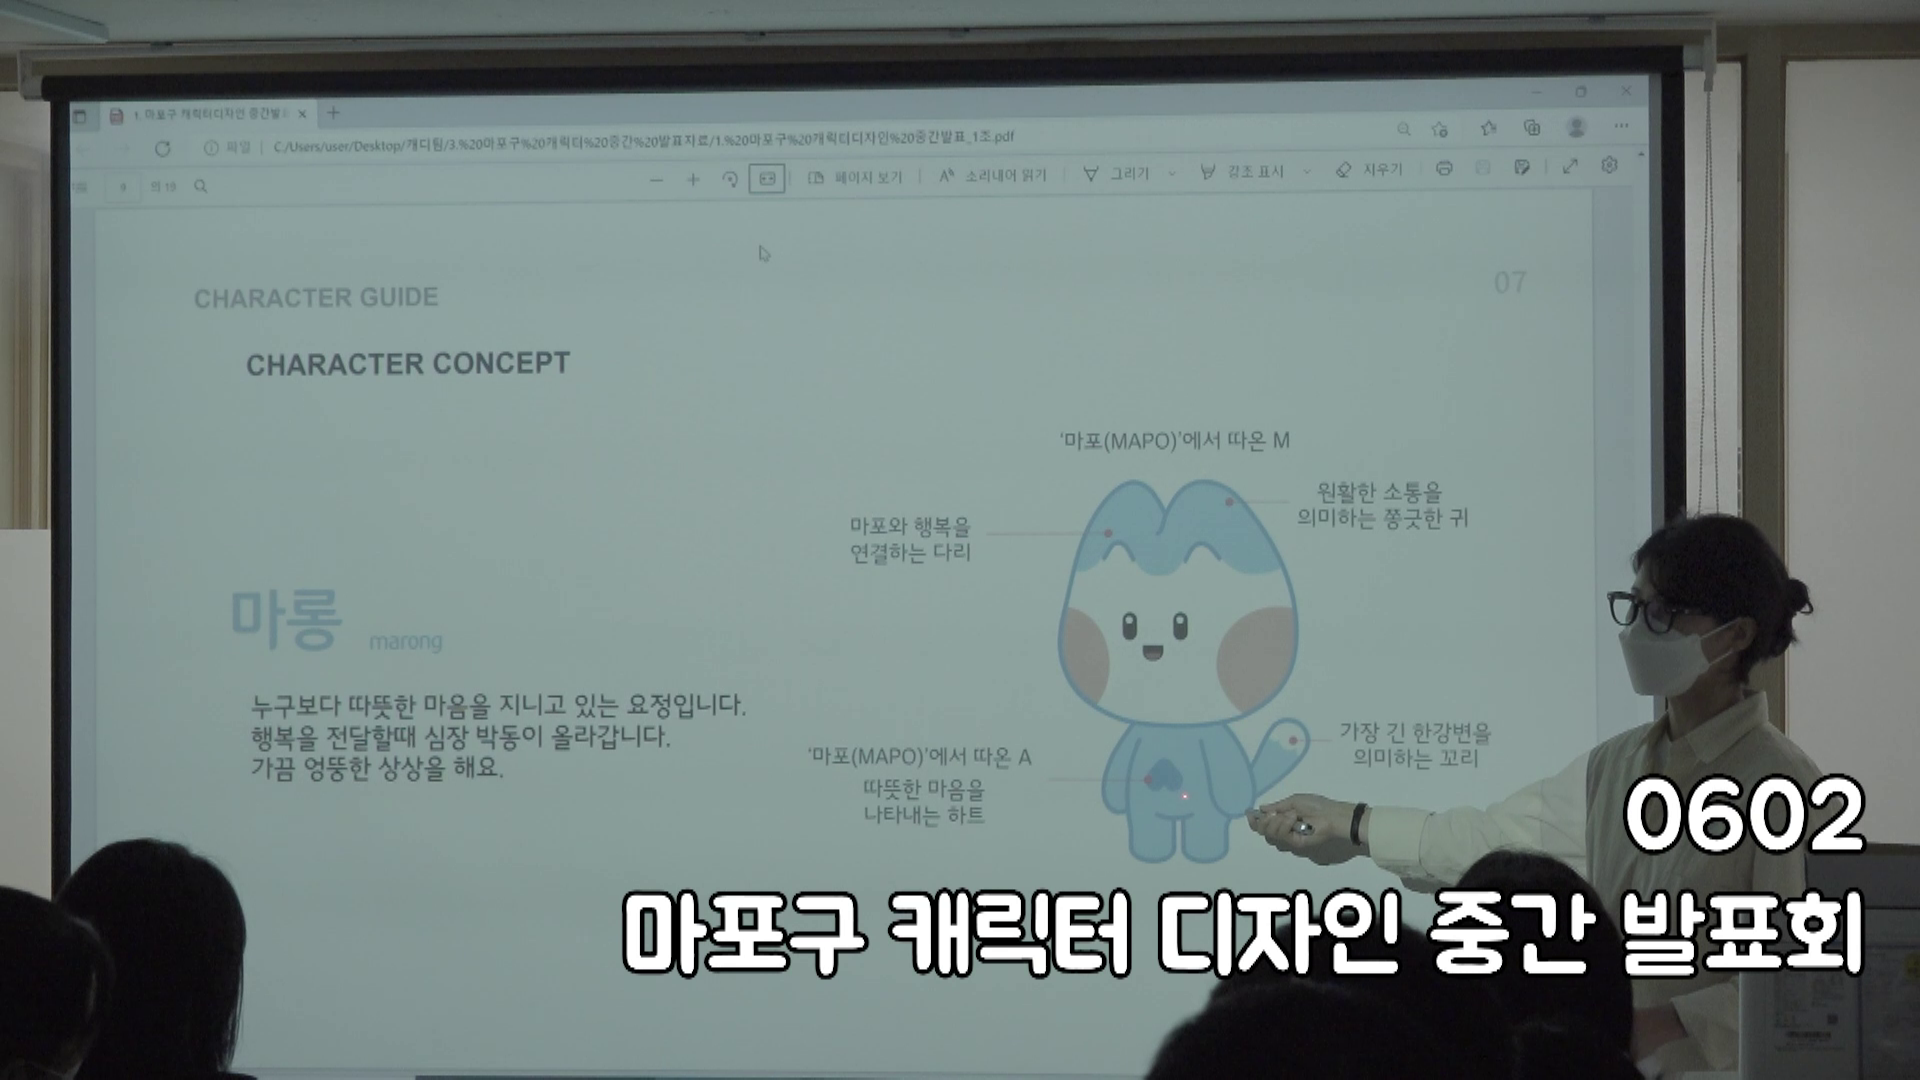 1. 마포구 캐릭터디자인 중간발
파일
C:/Users/user/Desktop/캐디팀/3.%20마포구%20캐릭터%20중간%20발표자료/1.%20마포구%20캐릭터디자인%20중간발표_1조.pdf
9 의 19
페이지 보기
소리내어 읽기
그리기
강조 표시
지우기
CHARACTER GUIDE
07
CHARACTER CONCEPT
'마포(MAPO)'에서 따온 M
원활한 소통을
의미하는 쫑긋한 귀
마포와 행복을
연결하는 다리
마롱 marong
누구보다 따뜻한 마음을 지니고 있는 요정입니다.
행복을 전달할때 심장 박동이 올라갑니다.
가끔 엉뚱한 상상을 해요.
'마포(MAPO)'에서 따온 A
따뜻한 마음을
나타내는 하트
가장 긴 한강변을
의미하는 꼬리
0602
마포구 캐릭터 디자인 중간 발표회